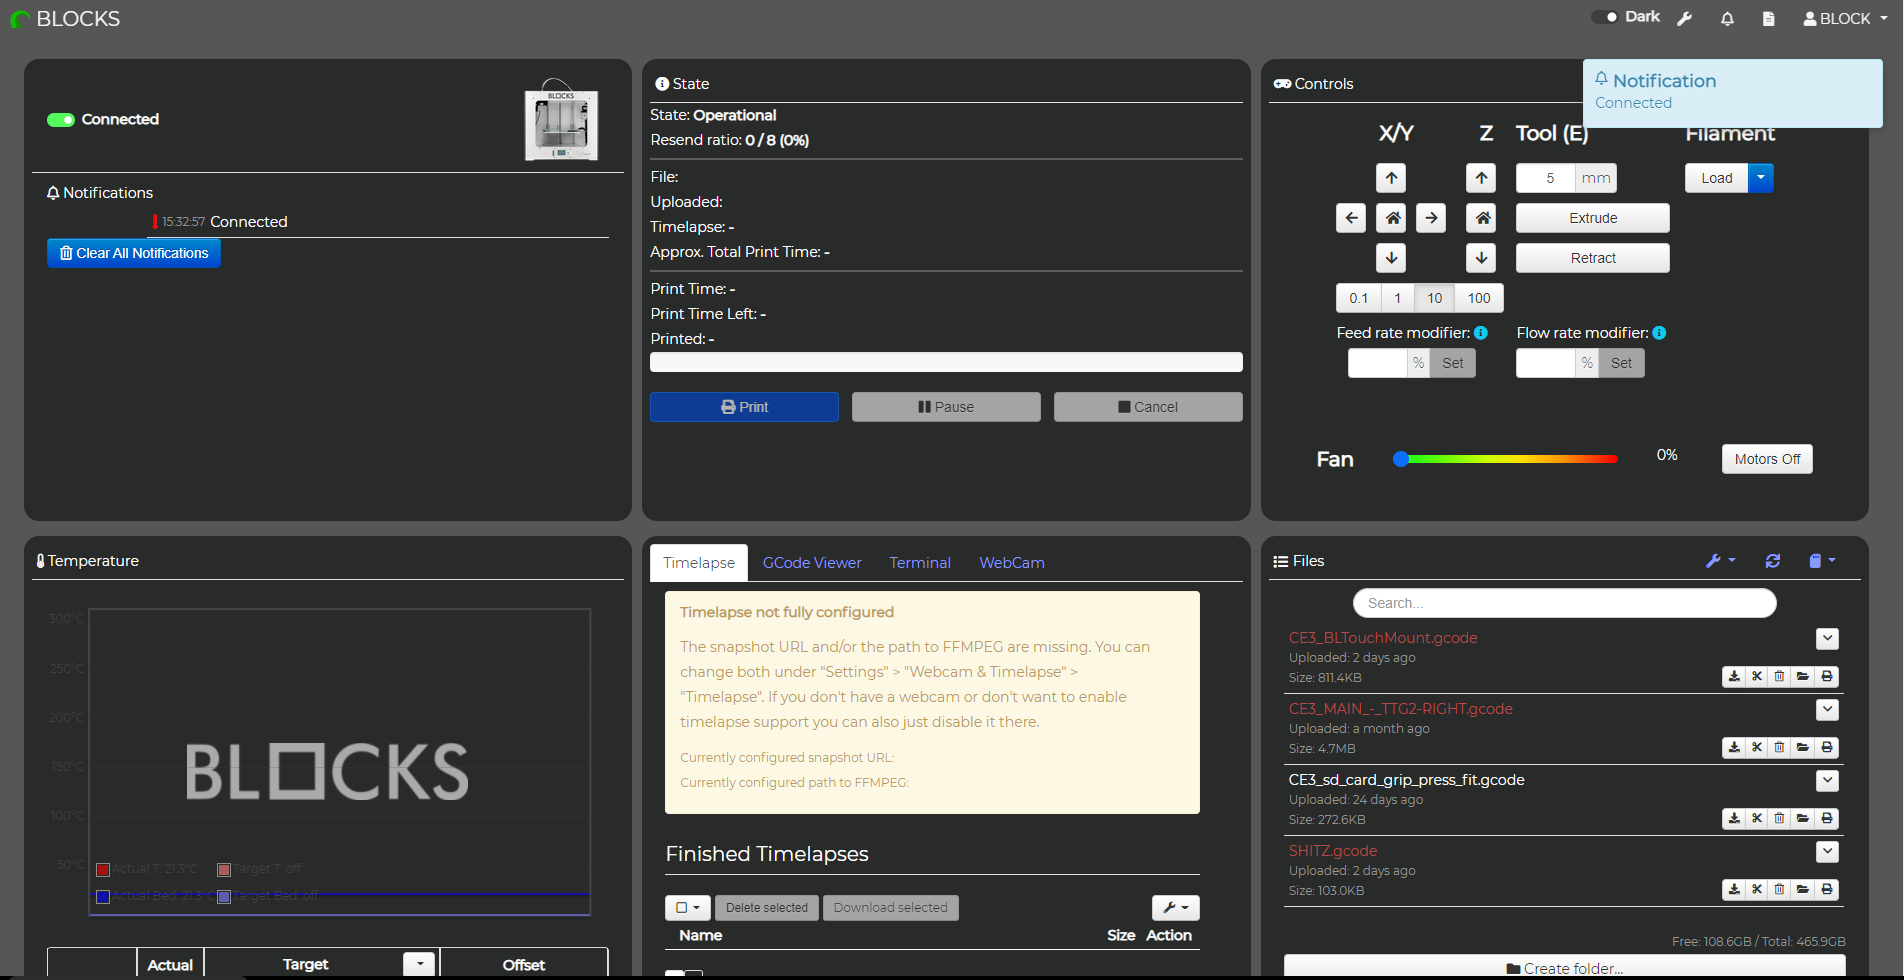 BLOCKS
Dark
BLOCK
Connected
BLOCKS
Notifications
15:32:57 Connected
Clear All Notifications
State
State: Operational
Resend ratio: 0 / 8 (0%)
File:
Uploaded:
Timelapse: -
Approx. Total Print Time: -
Print Time: -
Print Time Left: -
Printed: -
Print
Pause
Cancel
Controls
Notification
Connected
X/Y
Z
Tool (E)
Filament
5 mm
Load
Extrude
Retract
0.1 1 10 100
Feed rate modifier:
Flow rate modifier:
% Set
% Set
Fan
0%
Motors Off
Temperature
300°C
250°C
200°C
150°C
100°C
50°C
BLOCKS
Actual T: 21.3°C
Target T: off
Actual Bed: 21.3°C
Target Bed: off
Actual
Target
Offset
Timelapse
GCode Viewer
Terminal
WebCam
Timelapse not fully configured
The snapshot URL and/or the path to FFMPEG are missing. You can
change both under "Settings" > "Webcam & Timelapse" >
"Timelapse". If you don't have a webcam or don't want to enable
timelapse support you can also just disable it there.
Currently configured snapshot URL:
Currently configured path to FFMPEG:
Finished Timelapses
Delete selected
Download selected
Name
Size
Action
Files
Search...
CE3_BLTouchMount.gcode
Uploaded: 2 days ago
Size: 811.4KB
CE3_MAIN_-_TTG2-RIGHT.gcode
Uploaded: a month ago
Size: 4.7MB
CE3_sd_card_grip_press_fit.gcode
Uploaded: 24 days ago
Size: 272.6KB
SHITZ.gcode
Uploaded: 2 days ago
Size: 103.0KB
Free: 108.6GB / Total: 465.9GB
Create folder...